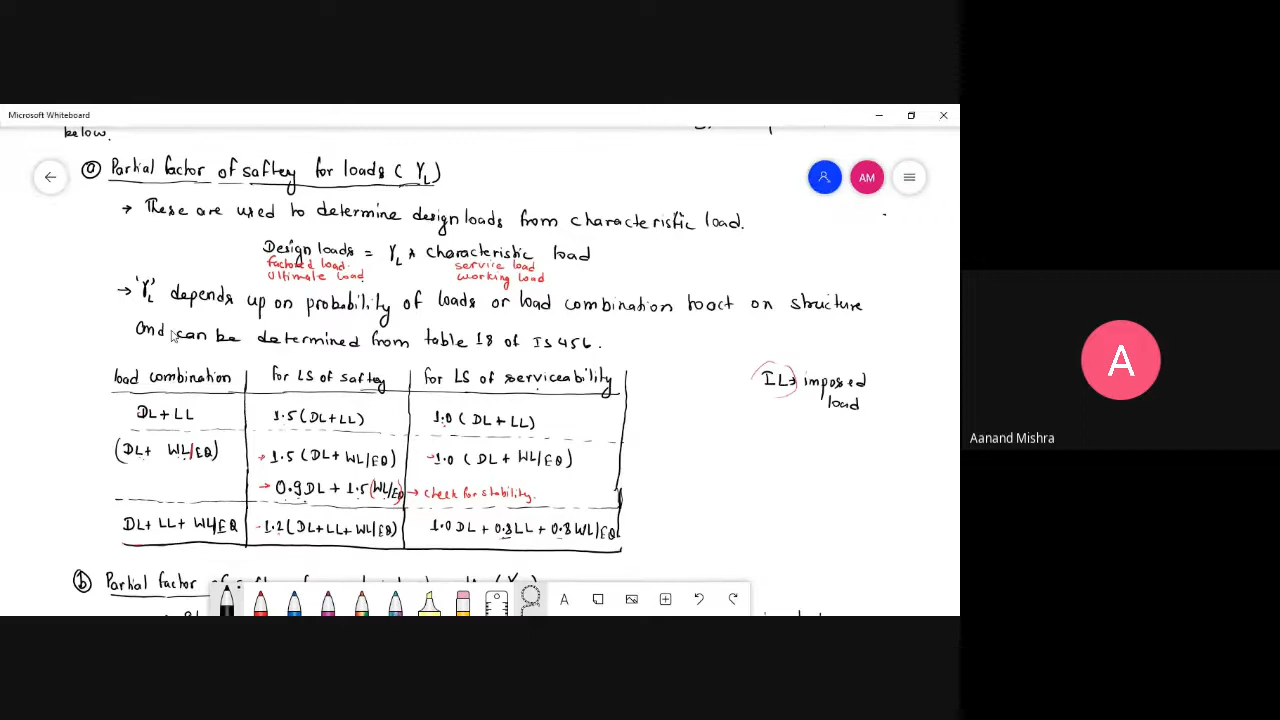 Microsoft Whiteboard
below.
ⓐ Partial factor of saftey for loads ( γL)
→ These are used to determine design loads from characteristic load.
Design loads = γL × characteristic load
factored load service load
Ultimate load working load
→ 'γL' depends up on probability of loads or load combination to act on structure
and can be determined from table 18 of IS 456.
load combination for LS of saftey for LS of serviceability
IL → imposed
load
DL + LL 1.5 (DL+LL) 1.0 ( DL + LL)
(DL + WL/EQ) → 1.5 (DL + WL/EQ) → 1.0 ( DL + WL/EQ )
→ 0.9DL + 1.5 (WL/EQ) → check for stability.
DL + LL + WL/EQ 1.2 ( DL+LL+ WL/EQ) 1.0 DL + 0.8LL + 0.8 WL/EQ
ⓑ Partial factor of
AM
A
Aanand Mishra
A